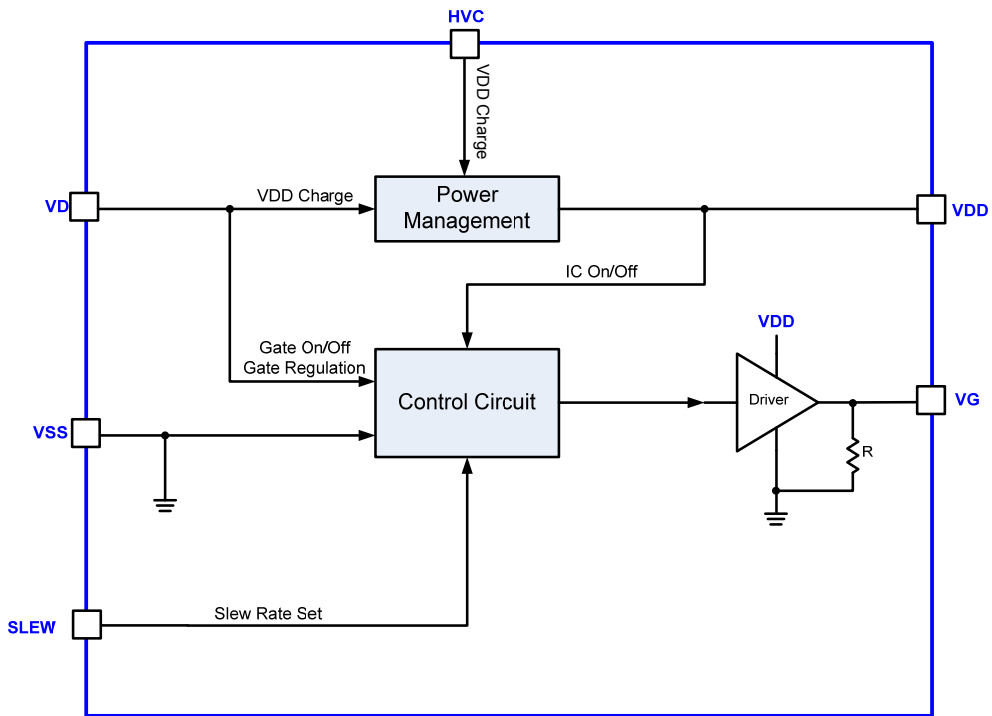 HVC
VDD Charge
VD
VDD Charge
Power
Management
VDD
IC On/Off
VDD
Gate On/Off
Gate Regulation
Control Circuit
Driver
VG
VSS
R
Slew Rate Set
SLEW